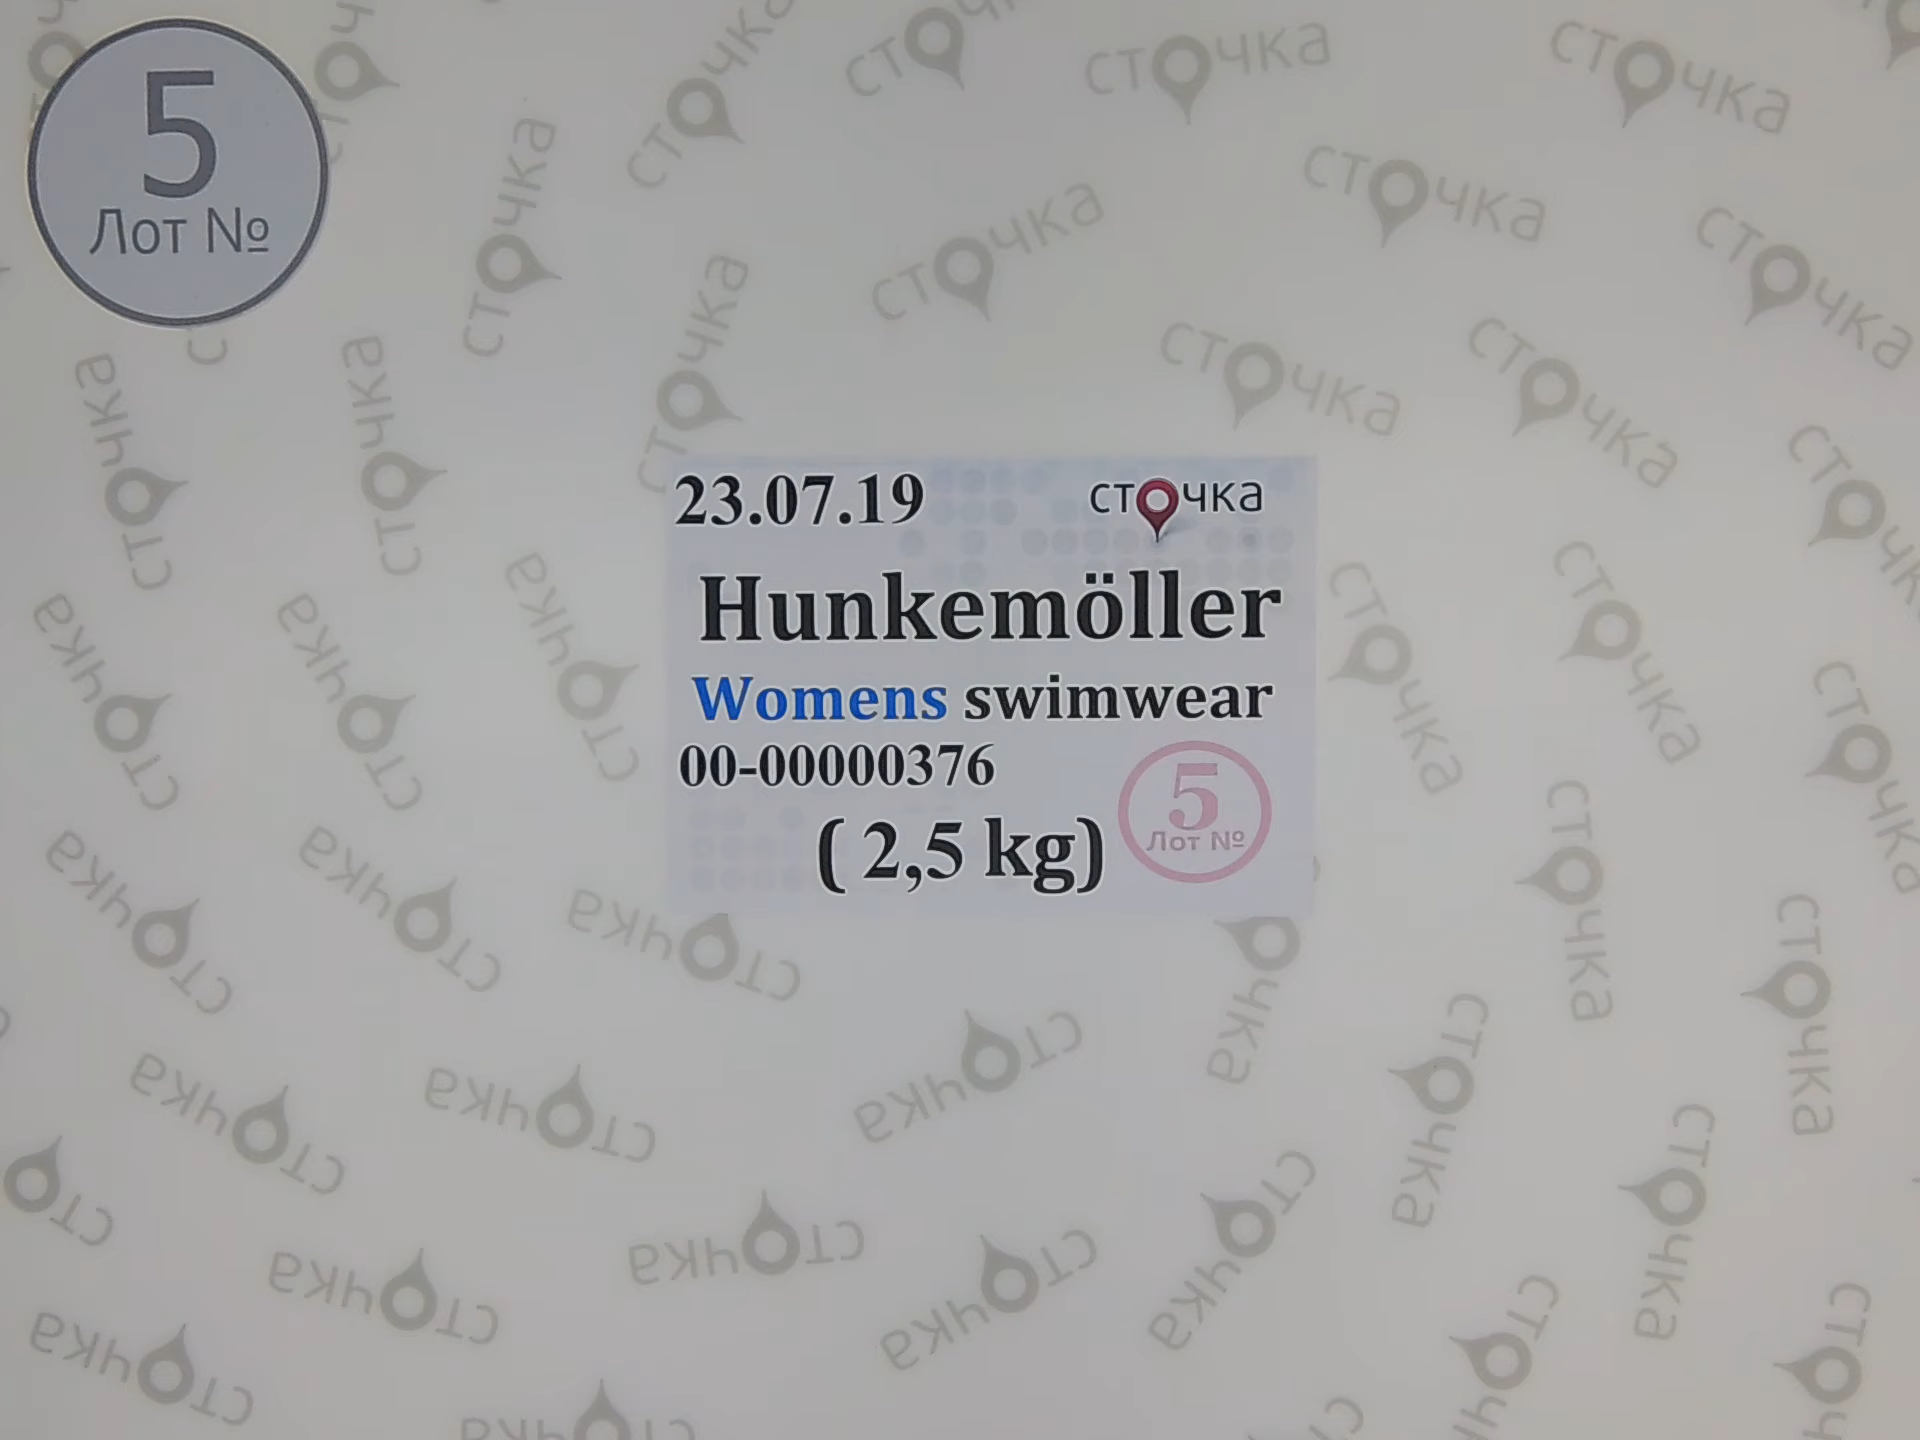 5
Лот №
23.07.19
сточка
Hunkemöller
Womens swimwear
00-00000376
( 2,5 kg)
5
Лот №